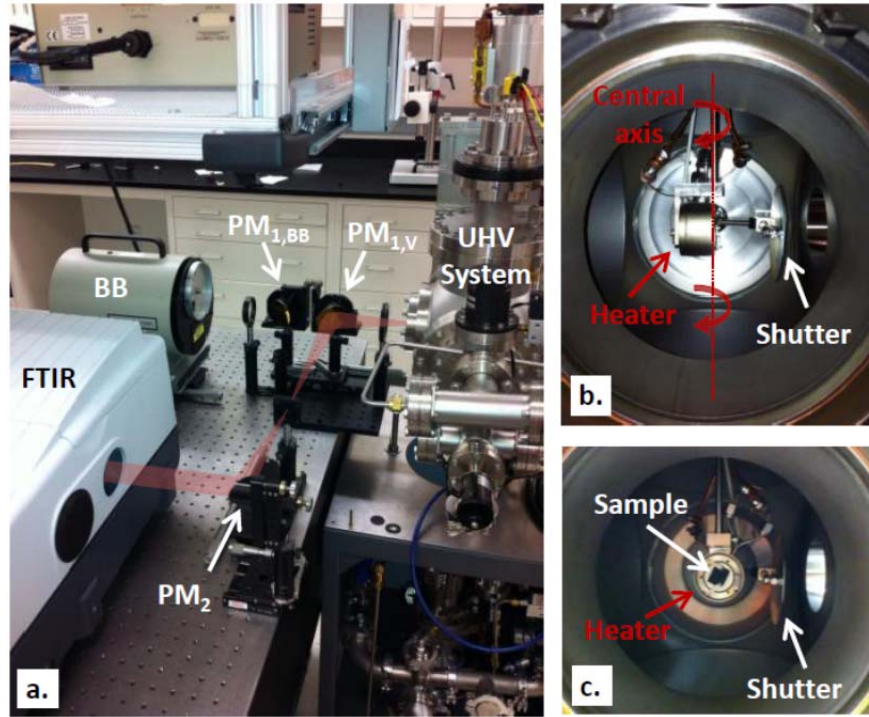 PM1,BB
PM1,V
UHV
System
BB
FTIR
PM2
a.
Central
axis
Heater
Shutter
b.
Sample
Heater
Shutter
c.